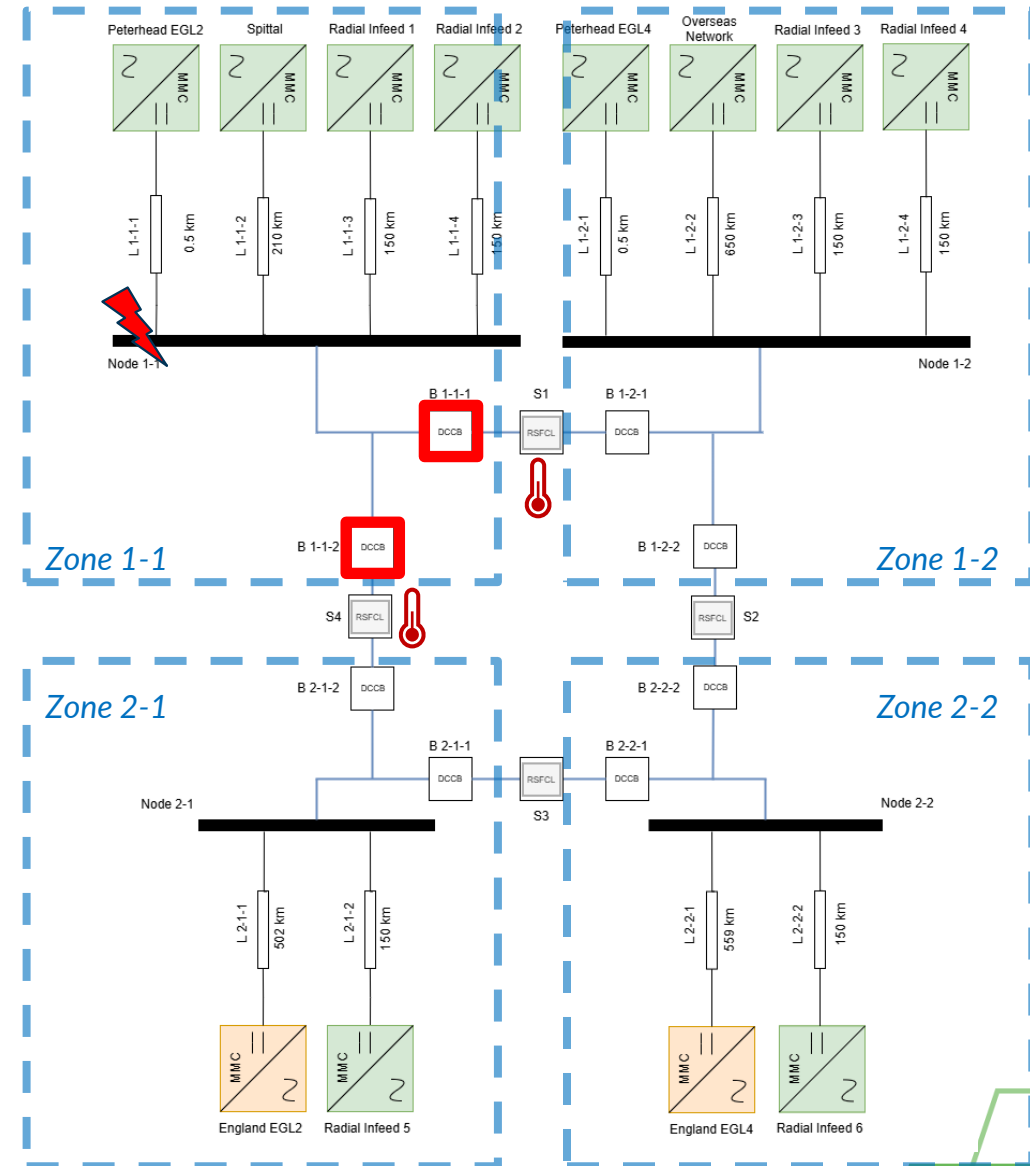 Peterhead EGL2
Spittal
Radial Infeed 1
Radial Infeed 2
Peterhead EGL4
Overseas
Network
Radial Infeed 3
Radial Infeed 4
MMC
MMC
MMC
MMC
MMC
MMC
MMC
MMC
L 1-1-1
0.5 km
L 1-1-2
210 km
L 1-1-3
150 km
L 1-1-4
150 km
L 1-2-1
0.5 km
L 1-2-2
650 km
L 1-2-3
150 km
L 1-2-4
150 km
Node 1-1
Node 1-2
B 1-1-1
S1
B 1-2-1
DCCB
RSFCL
DCCB
B 1-1-2
DCCB
B 1-2-2
DCCB
Zone 1-1
Zone 1-2
S4
RSFCL
RSFCL
S2
B 2-1-2
DCCB
B 2-2-2
DCCB
Zone 2-1
Zone 2-2
B 2-1-1
B 2-2-1
DCCB
RSFCL
DCCB
S3
Node 2-1
Node 2-2
L 2-1-1
502 km
L 2-1-2
150 km
L 2-2-1
559 km
L 2-2-2
150 km
MMC
MMC
MMC
MMC
England EGL2
Radial Infeed 5
England EGL4
Radial Infeed 6